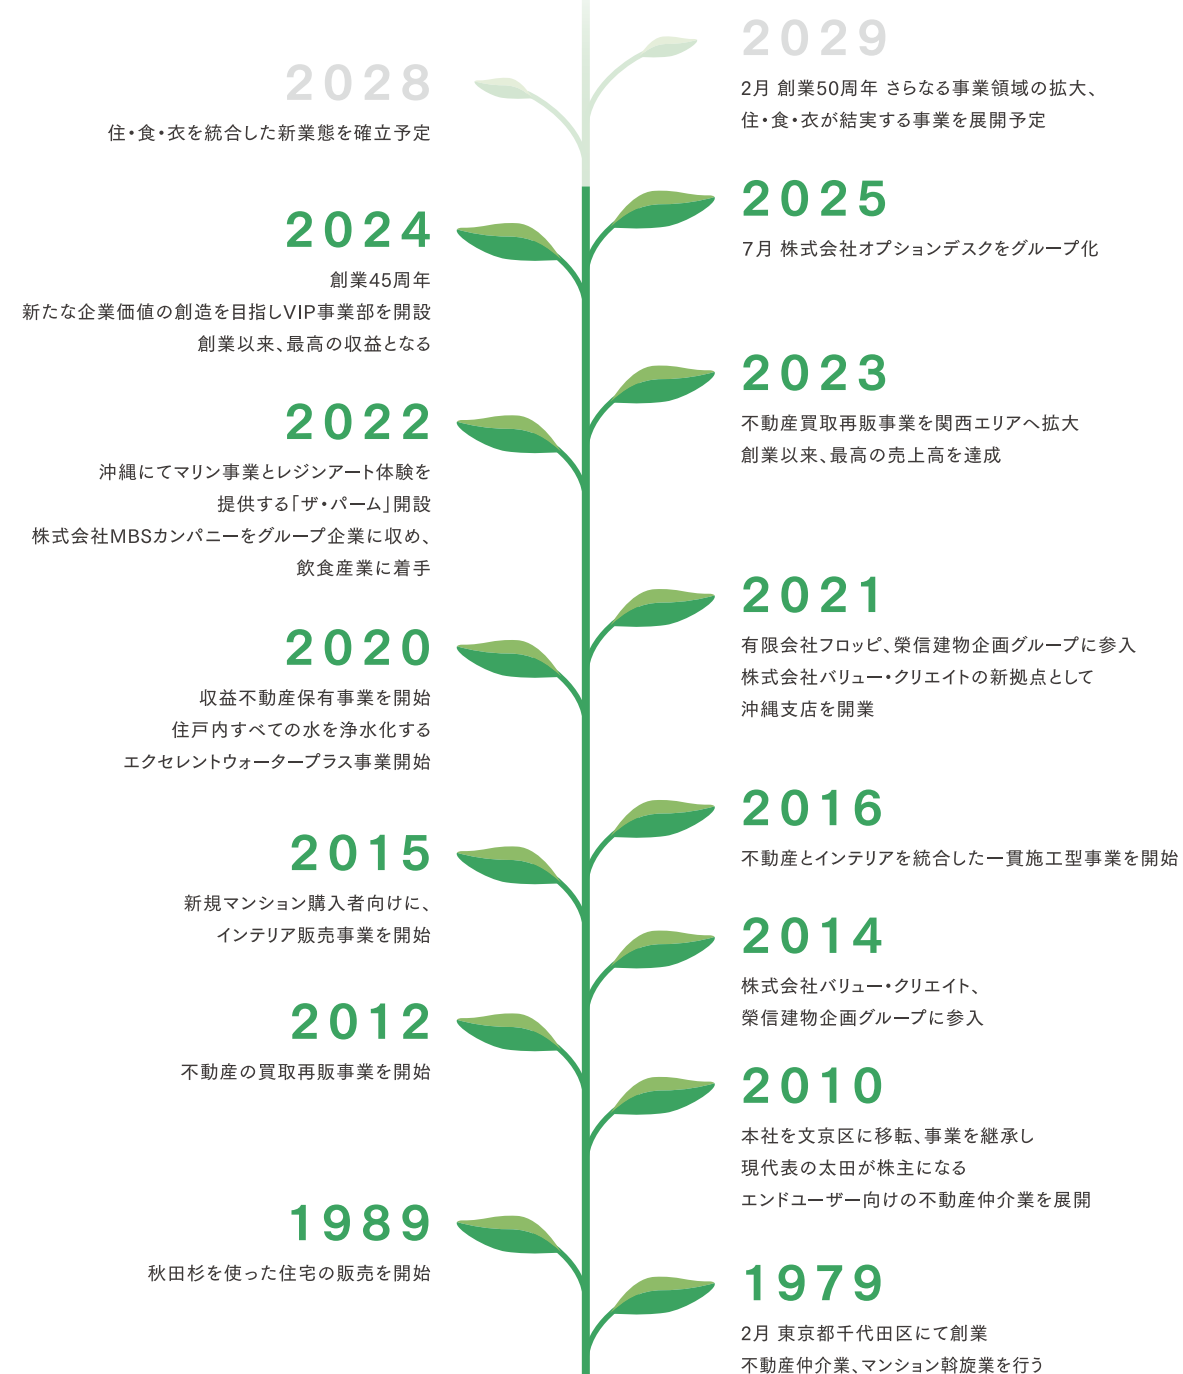 2029
2月 創業50周年 さらなる事業領域の拡大、
住・食・衣が結実する事業を展開予定
2028
住・食・衣を統合した新業態を確立予定
2025
7月 株式会社オプションデスクをグループ化
2024
創業45周年
新たな企業価値の創造を目指しVIP事業部を開設
創業以来、最高の収益となる
2023
不動産買取再販事業を関西エリアへ拡大
創業以来、最高の売上高を達成
2022
沖縄にてマリン事業とレジンアート体験を
提供する「ザ・パーム」開設
株式会社MBSカンパニーをグループ企業に収め、
飲食産業に着手
2021
有限会社フロッピ、榮信建物企画グループに参入
株式会社バリュー・クリエイトの新拠点として
沖縄支店を開業
2020
収益不動産保有事業を開始
住戸内すべての水を浄水化する
エクセレントウォータープラス事業開始
2016
不動産とインテリアを統合した一貫施工型事業を開始
2015
新規マンション購入者向けに、
インテリア販売事業を開始
2014
株式会社バリュー・クリエイト、
榮信建物企画グループに参入
2012
不動産の買取再販事業を開始
2010
本社を文京区に移転、事業を継承し
現代表の太田が株主になる
エンドユーザー向けの不動産仲介業を展開
1989
秋田杉を使った住宅の販売を開始
1979
2月 東京都千代田区にて創業
不動産仲介業、マンション斡旋業を行う